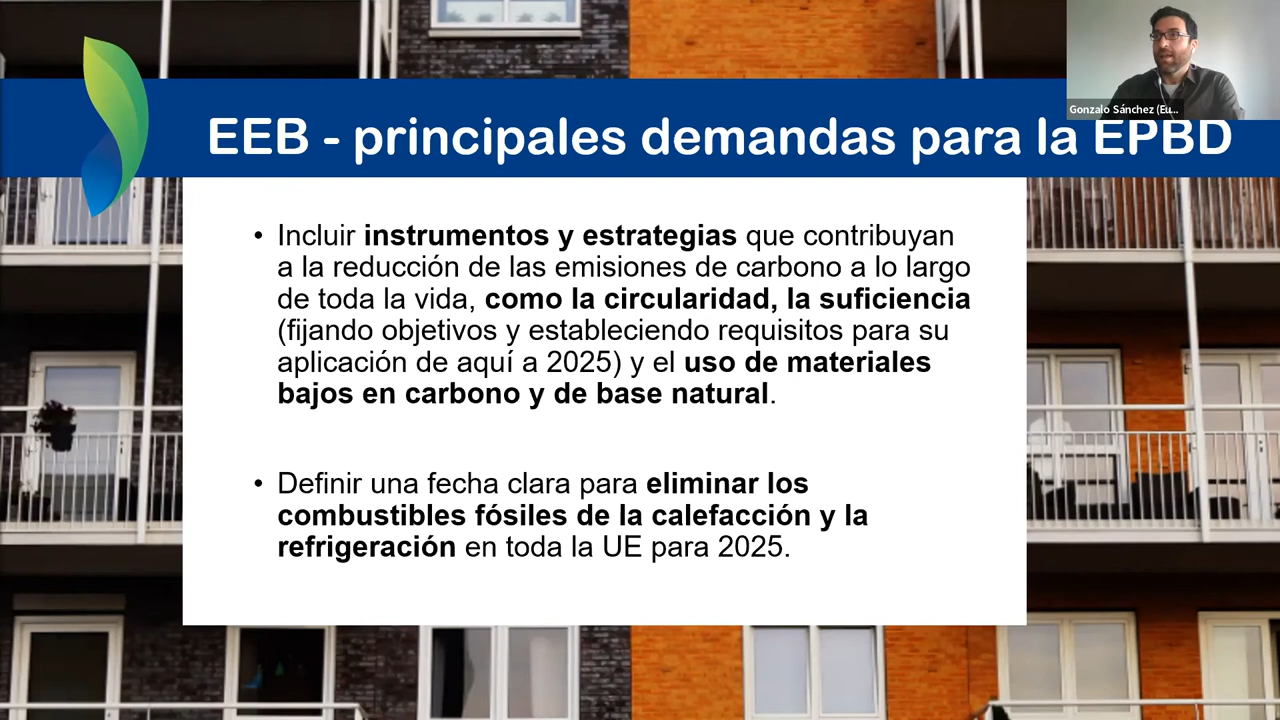 Gonzalo Sánchez (Eu...
EEB - principales demandas para la EPBD
• Incluir instrumentos y estrategias que contribuyan
a la reducción de las emisiones de carbono a lo largo
de toda la vida, como la circularidad, la suficiencia
(fijando objetivos y estableciendo requisitos para su
aplicación de aquí a 2025) y el uso de materiales
bajos en carbono y de base natural.
• Definir una fecha clara para eliminar los
combustibles fósiles de la calefacción y la
refrigeración en toda la UE para 2025.